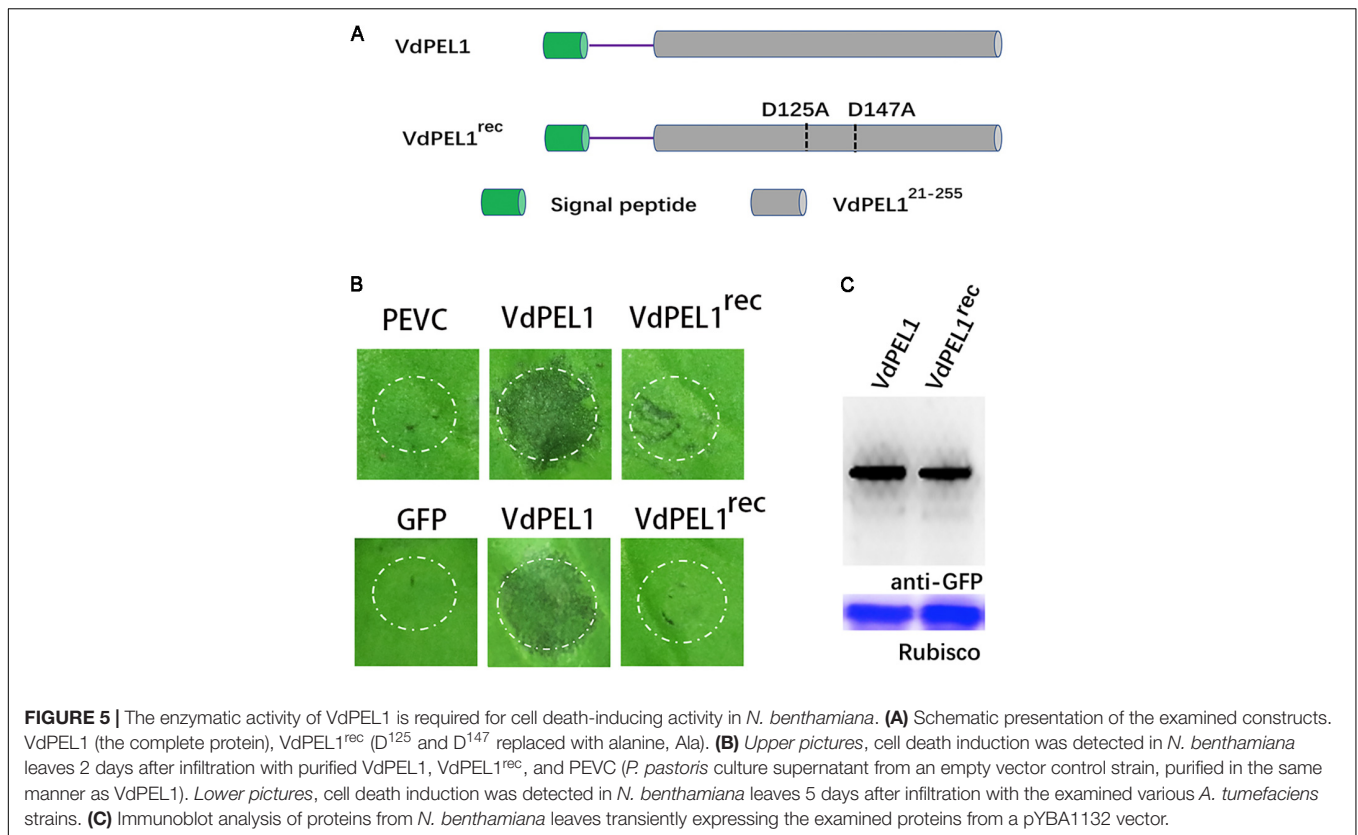 A
VdPEL1
D125A D147A
VdPEL1rec
Signal peptide VdPEL121-255
B
PEVC VdPEL1 VdPEL1rec
GFP VdPEL1 VdPEL1rec
C
VdPEL1 VdPEL1rec
anti-GFP
Rubisco
FIGURE 5 | The enzymatic activity of VdPEL1 is required for cell death-inducing activity in N. benthamiana. (A) Schematic presentation of the examined constructs.
VdPEL1 (the complete protein), VdPEL1rec (D125 and D147 replaced with alanine, Ala). (B) Upper pictures, cell death induction was detected in N. benthamiana
leaves 2 days after infiltration with purified VdPEL1, VdPEL1rec, and PEVC (P. pastoris culture supernatant from an empty vector control strain, purified in the same
manner as VdPEL1). Lower pictures, cell death induction was detected in N. benthamiana leaves 5 days after infiltration with the examined various A. tumefaciens
strains. (C) Immunoblot analysis of proteins from N. benthamiana leaves transiently expressing the examined proteins from a pYBA1132 vector.